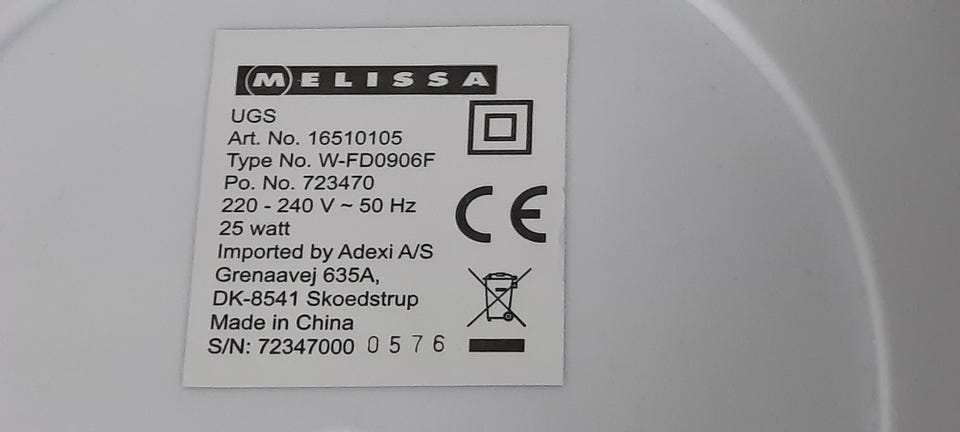 MELISSA
UGS
Art. No. 16510105
Type No. W-FD0906F
Po. No. 723470
220 - 240 V ~ 50 Hz
25 watt
Imported by Adexi A/S
Grenaavej 635A,
DK-8541 Skoedstrup
Made in China
S/N: 72347000 0576
CE